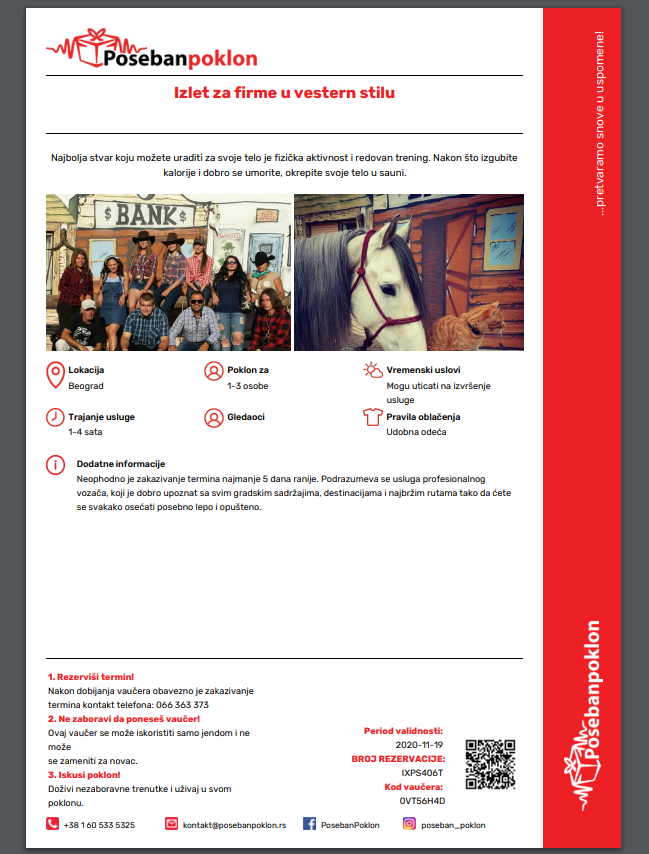 Posebanpoklon
Izlet za firme u vestern stilu
Najbolja stvar koju možete uraditi za svoje telo je fizička aktivnost i redovan trening. Nakon što izgubite
kalorije i dobro se umorite, okrepite svoje telo u sauni.
$ BANK $
Lokacija
Beograd
Poklon za
1-3 osobe
Vremenski uslovi
Mogu uticati na izvršenje
usluge
Trajanje usluge
1-4 sata
Gledaoci
Pravila oblačenja
Udobna odeća
Dodatne informacije
Neophodno je zakazivanje termina najmanje 5 dana ranije. Podrazumeva se usluga profesionalnog
vozača, koji je dobro upoznat sa svim gradskim sadržajima, destinacijama i najbržim rutama tako da ćete
se svakako osećati posebno lepo i opušteno.
1. Rezerviši termin!
Nakon dobijanja vaučera obavezno je zakazivanje
termina kontakt telefona: 066 363 373
2. Ne zaboravi da poneseš vaučer!
Ovaj vaučer se može iskoristiti samo jendom i ne
može
se zameniti za novac.
3. Iskusi poklon!
Doživi nezaboravne trenutke i uživaj u svom
poklonu.
Period validnosti:
2020-11-19
BROJ REZERVACIJE:
IXPS406T
Kod vaučera:
0VT56H4D
+38 1 60 533 5325
kontakt@posebanpoklon.rs
PosebanPoklon
poseban_poklon
...pretvaramo snove u uspomene!
Posebanpoklon